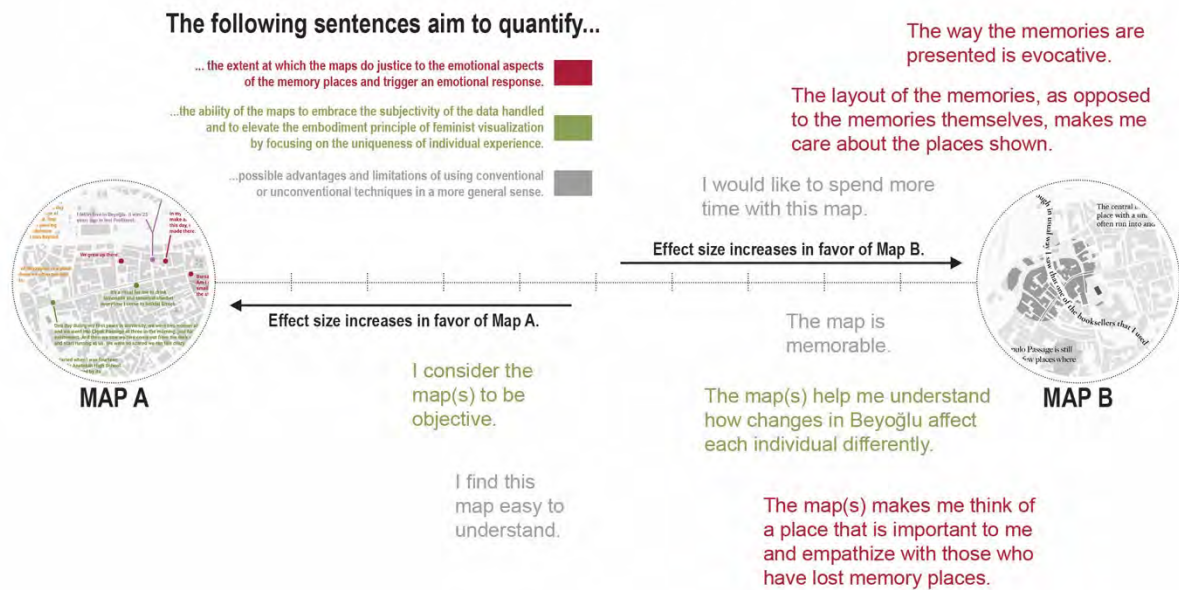 The following sentences aim to quantify...
... the extent at which the maps do justice to the emotional aspects
of the memory places and trigger an emotional response.
...the ability of the maps to embrace the subjectivity of the data handled
and to elevate the embodiment principle of feminist visualization
by focusing on the uniqueness of individual experience.
...possible advantages and limitations of using conventional
or unconventional techniques in a more general sense.
The way the memories are
presented is evocative.
The layout of the memories, as opposed
to the memories themselves, makes me
care about the places shown.
I would like to spend more
time with this map.
Effect size increases in favor of Map B.
Effect size increases in favor of Map A.
We grew up there.
MAP A
The central
place with a
often run into
I saw that one of the booksellers that I used
Passage is still
few places where
MAP B
The map is
memorable.
I consider the
map(s) to be
objective.
The map(s) help me understand
how changes in Beyoğlu affect
each individual differently.
I find this
map easy to
understand.
The map(s) makes me think of
a place that is important to me
and empathize with those who
have lost memory places.